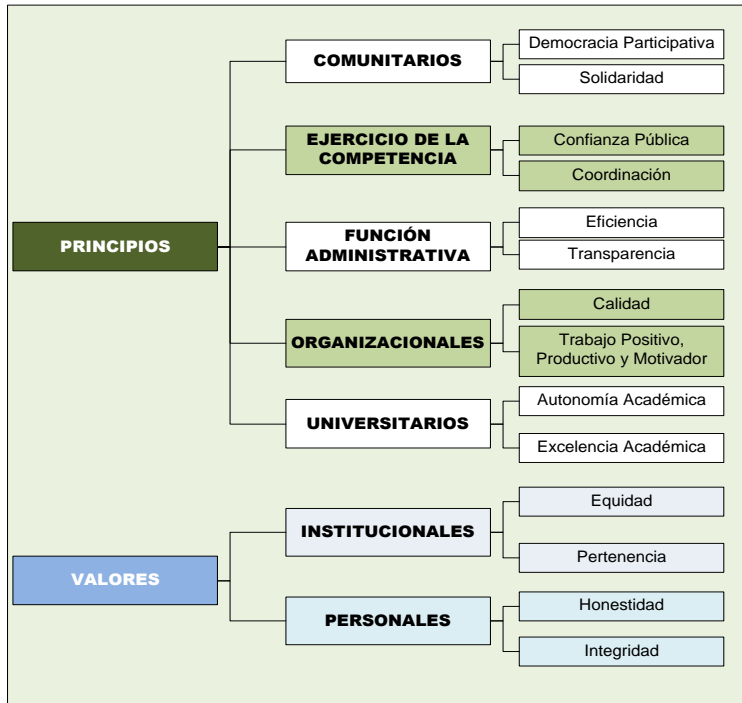 PRINCIPIOS
COMUNITARIOS
Democracia Participativa
Solidaridad
EJERCICIO DE LA
COMPETENCIA
Confianza Pública
Coordinación
FUNCIÓN
ADMINISTRATIVA
Eficiencia
Transparencia
ORGANIZACIONALES
Calidad
Trabajo Positivo,
Productivo y Motivador
UNIVERSITARIOS
Autonomía Académica
Excelencia Académica
VALORES
INSTITUCIONALES
Equidad
Pertenencia
PERSONALES
Honestidad
Integridad